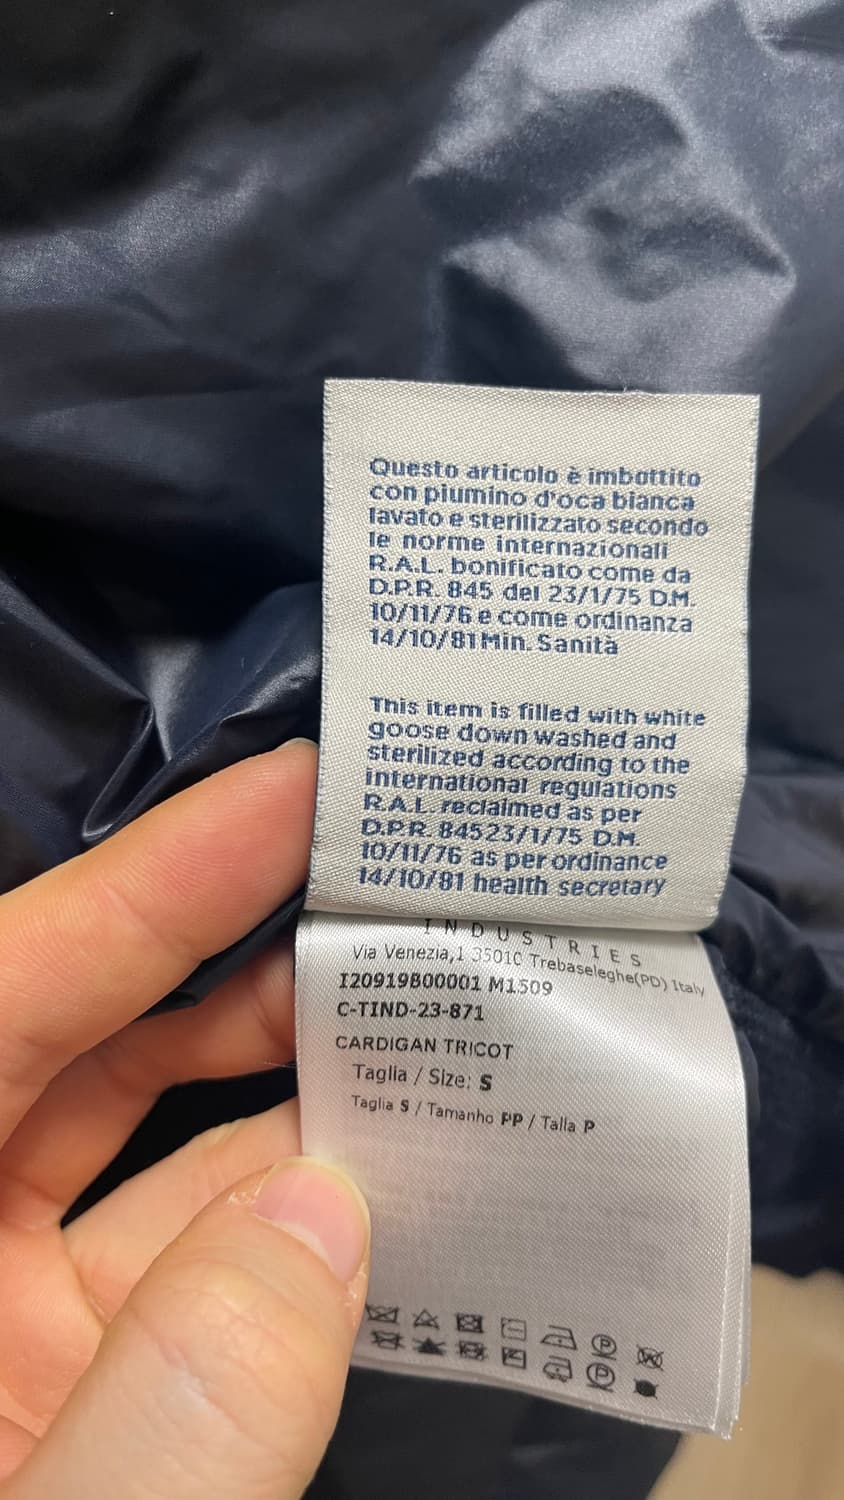 Questo articolo è imbottito
con piumino d'oca bianca
lavato e sterilizzato secondo
le norme internazionali
R.A.L. bonificato come da
D.P.R. 845 del 23/1/75 D.M.
10/11/76 e come ordinanza
14/10/81 Min. Sanità
This item is filled with white
goose down washed and
sterilized according to the
international regulations
R.A.L. reclaimed as per
D.P.R. 84523/1/75 D.M.
10/11/76 as per ordinance
14/10/81 health secretary
INDUSTRIES
Via Venezia,1 35010 Trebaseleghe(PD) Italy
I20919B00001 M1509
C-TIND-23-871
CARDIGAN TRICOT
Taglia / Size: S
Taglia S / Tamanho PP / Talla P